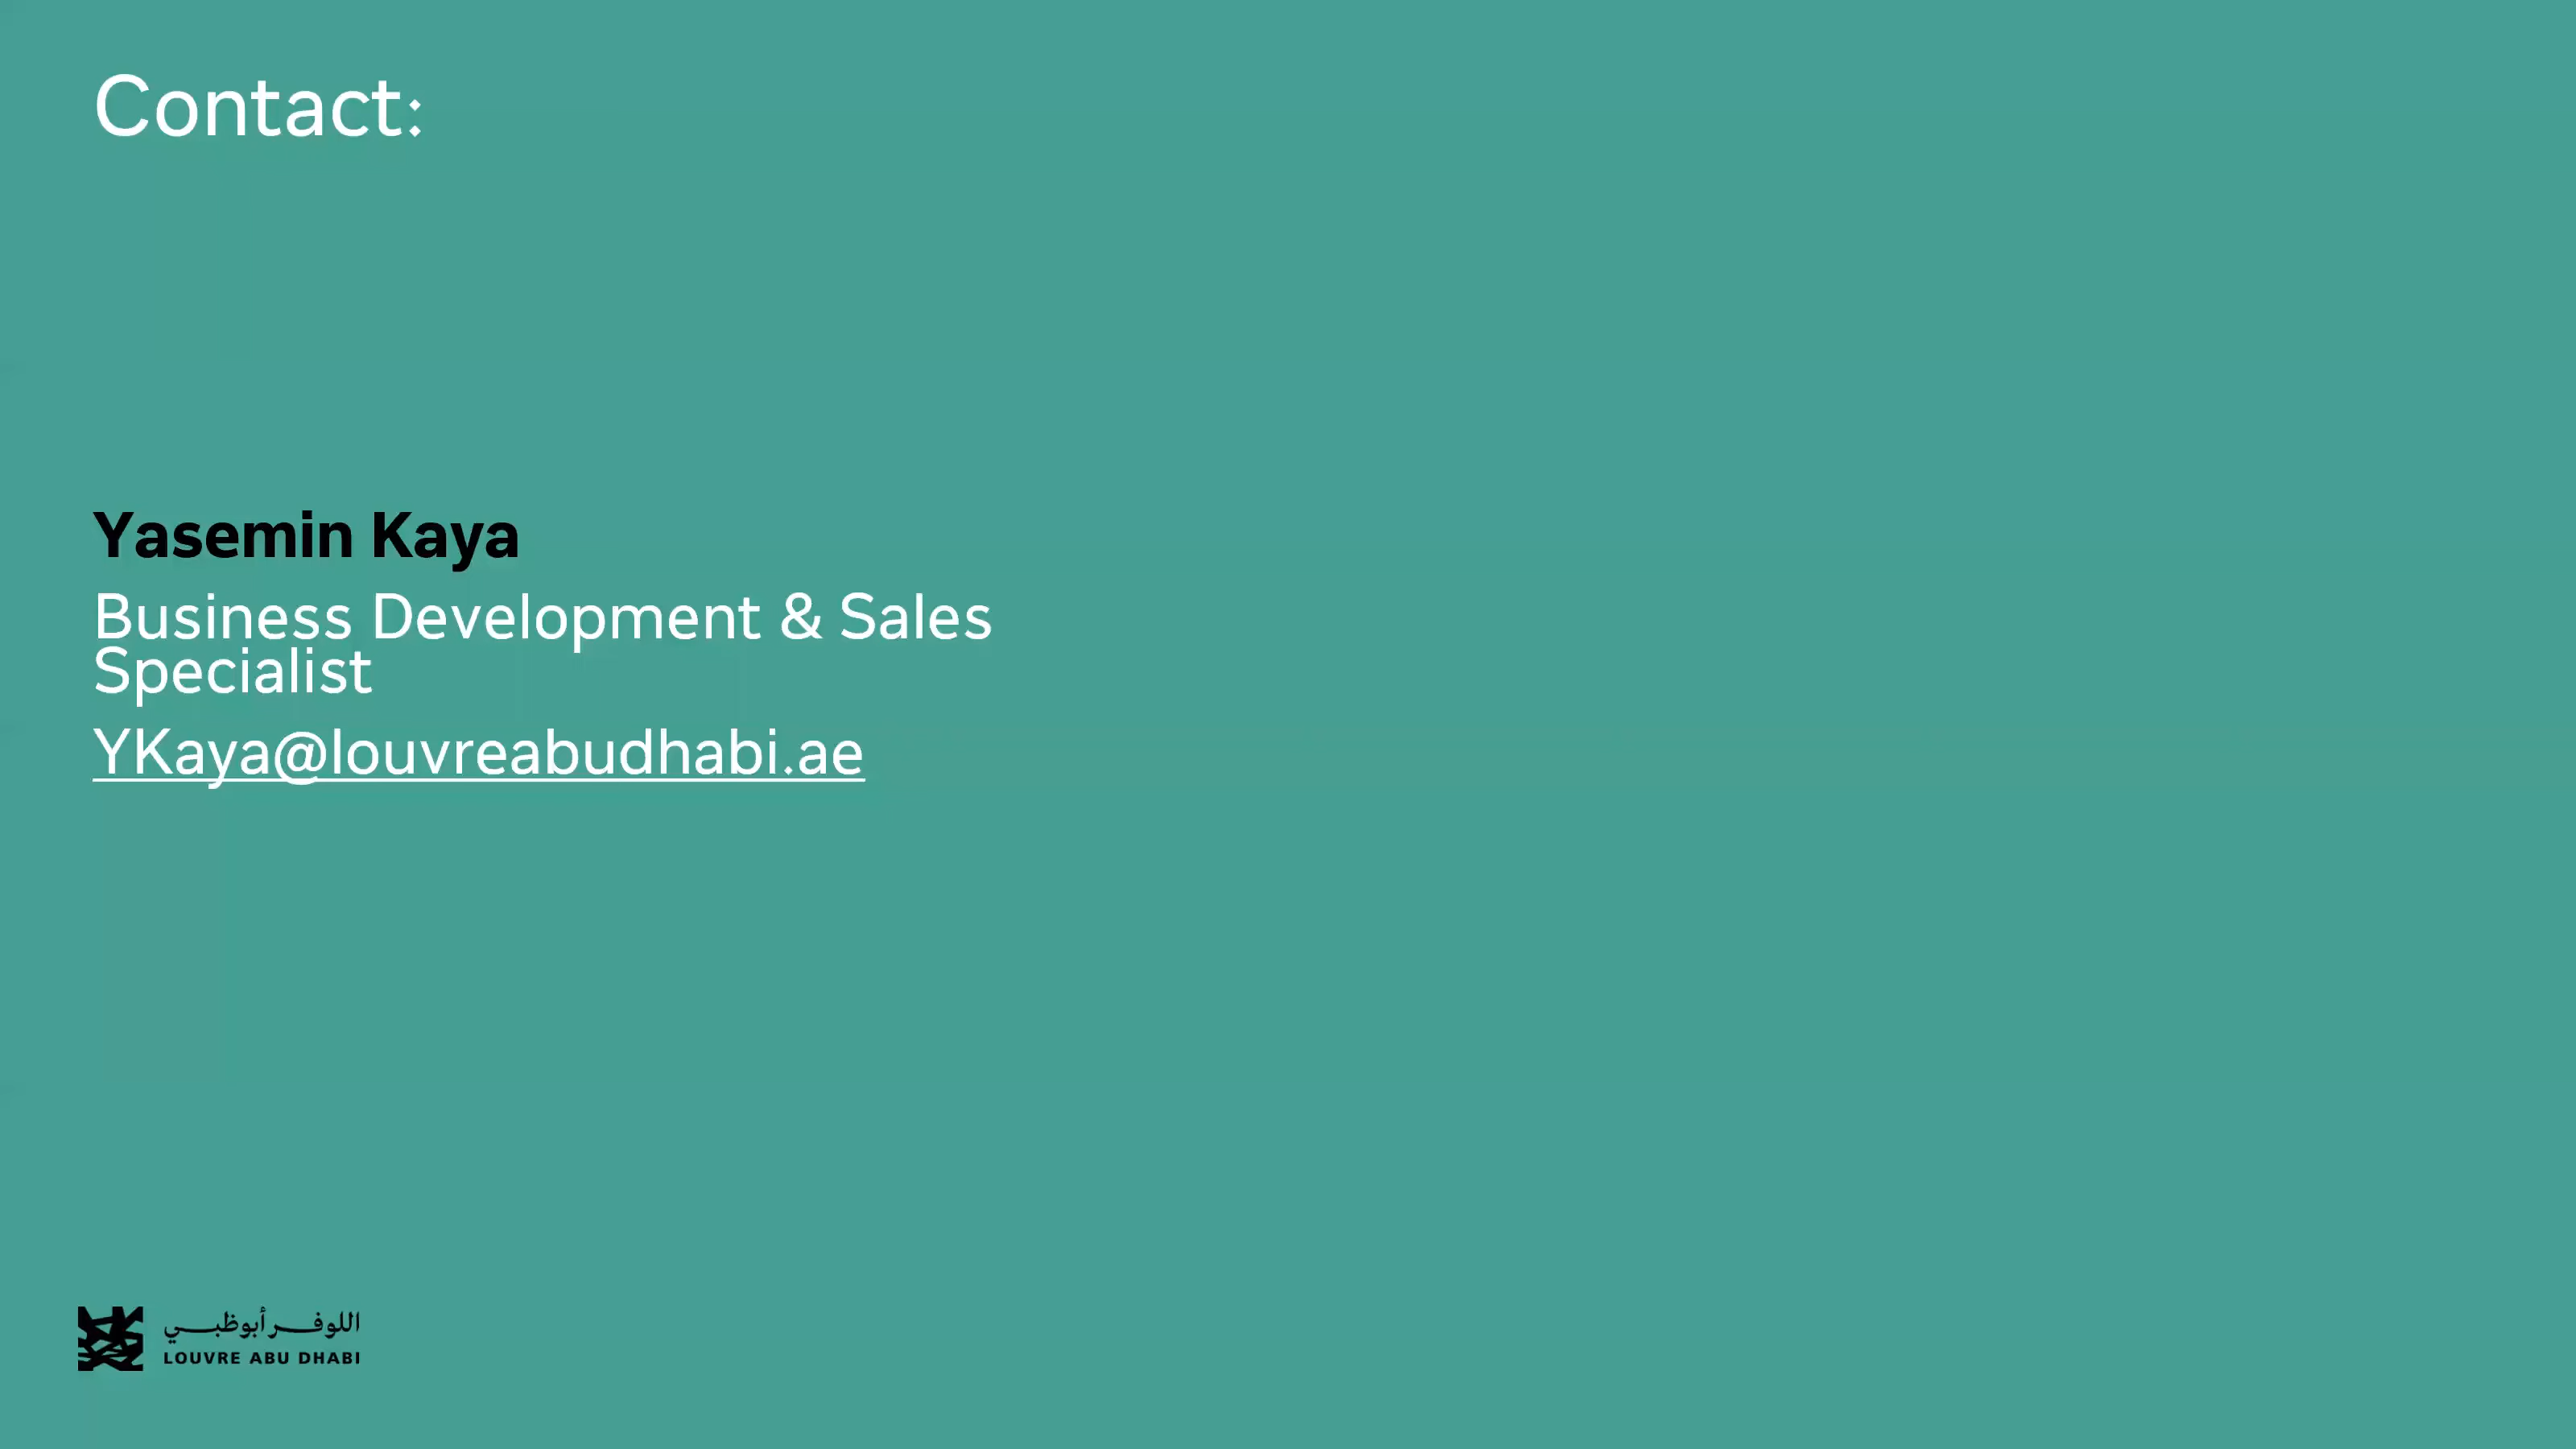 Contact:
Yasemin Kaya
Business Development & Sales
Specialist
YKaya@louvreabudhabi.ae
اللوفر أبوظبي
LOUVRE ABU DHABI